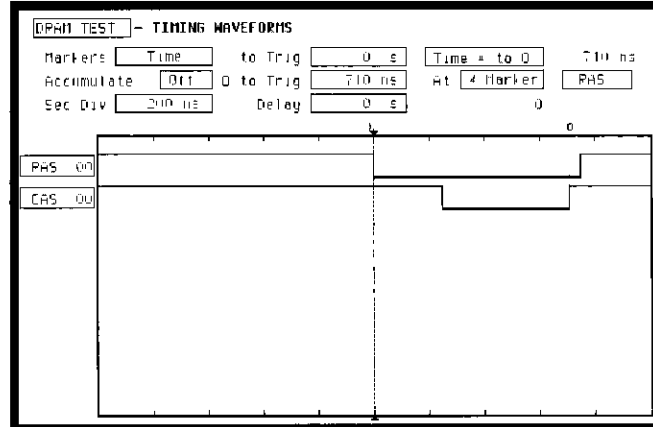 DRAM TEST - TIMING WAVEFORMS
Markers Time to Trig 0 s Time X to O 710 ns
Accumulate Off O to Trig 710 ns At X Marker RAS
Sec Div 200 ns Delay 0 s 0
RAS 00
CAS 00